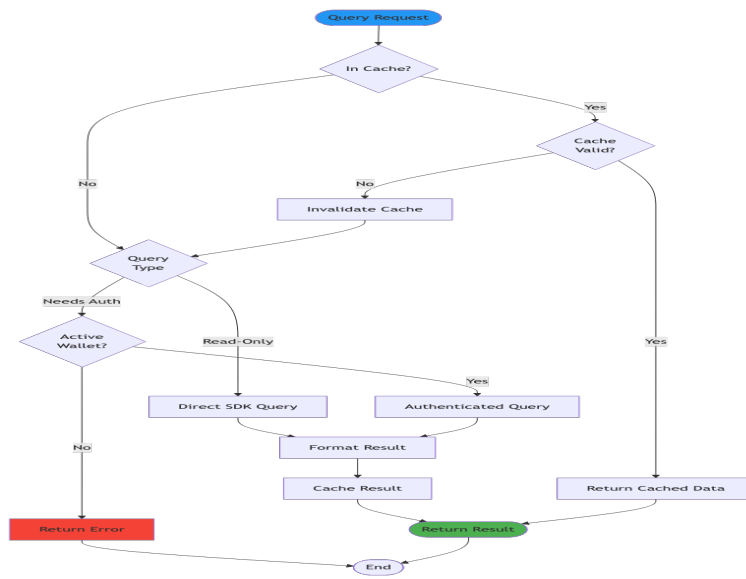 Query Request
In Cache?
Yes
Cache
Valid?
No
No
Invalidate Cache
Query
Type
Needs Auth
Active
Wallet?
Read-Only
Yes
Yes
Direct SDK Query
Authenticated Query
No
Format Result
Cache Result
Return Cached Data
Return Error
Return Result
End